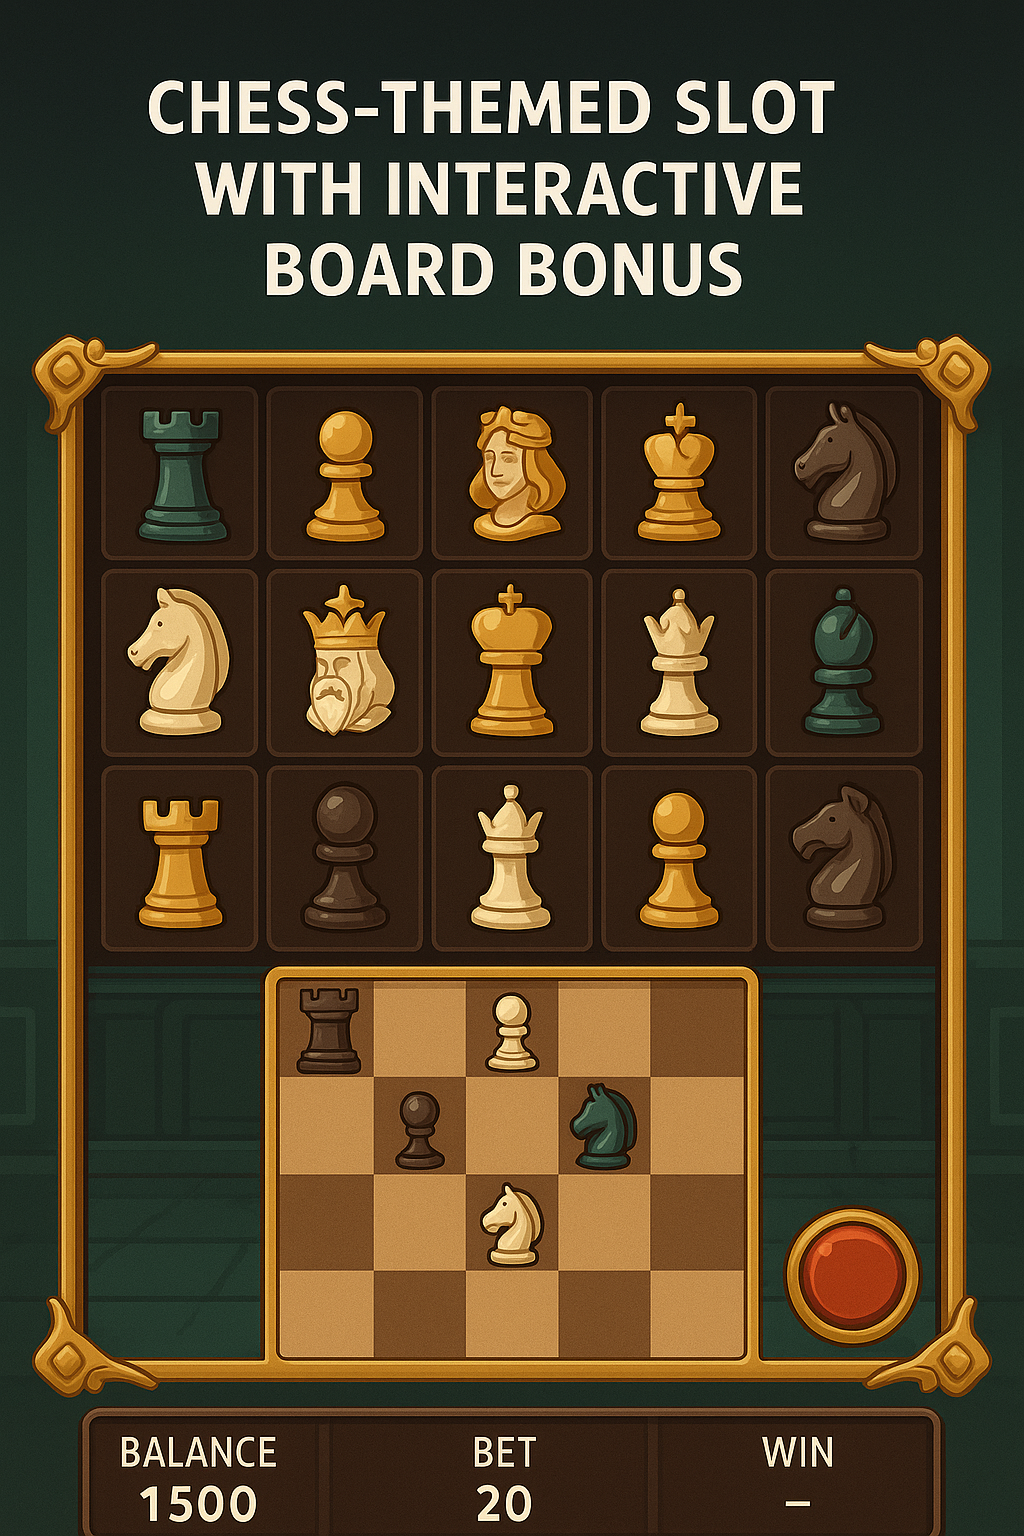 CHESS-THEMED SLOT
WITH INTERACTIVE
BOARD BONUS
BALANCE
1500
BET
20
WIN
–